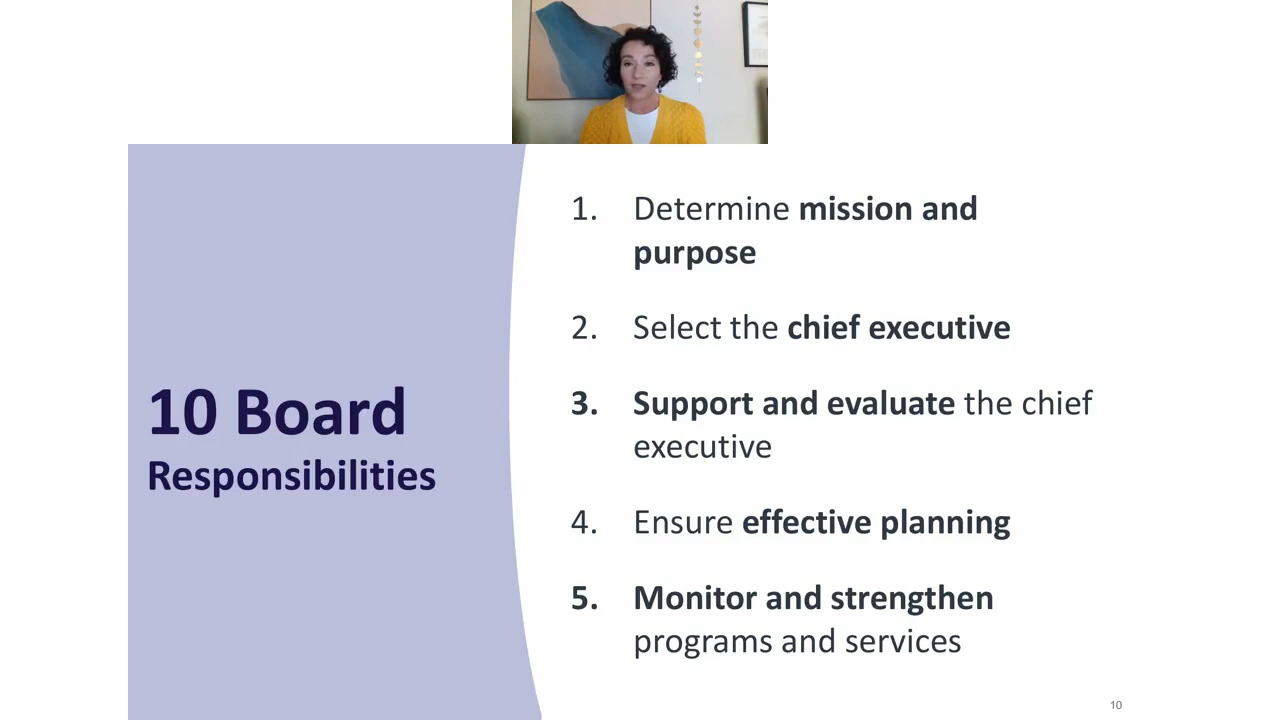 10 Board
Responsibilities
1. Determine mission and
purpose
2. Select the chief executive
3. Support and evaluate the chief
executive
4. Ensure effective planning
5. Monitor and strengthen
programs and services
10